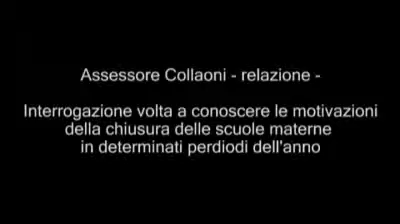 Assessore Collaoni - relazione -
Interrogazione volta a conoscere le motivazioni
della chiusura delle scuole materne
in determinati perdiodi dell'anno